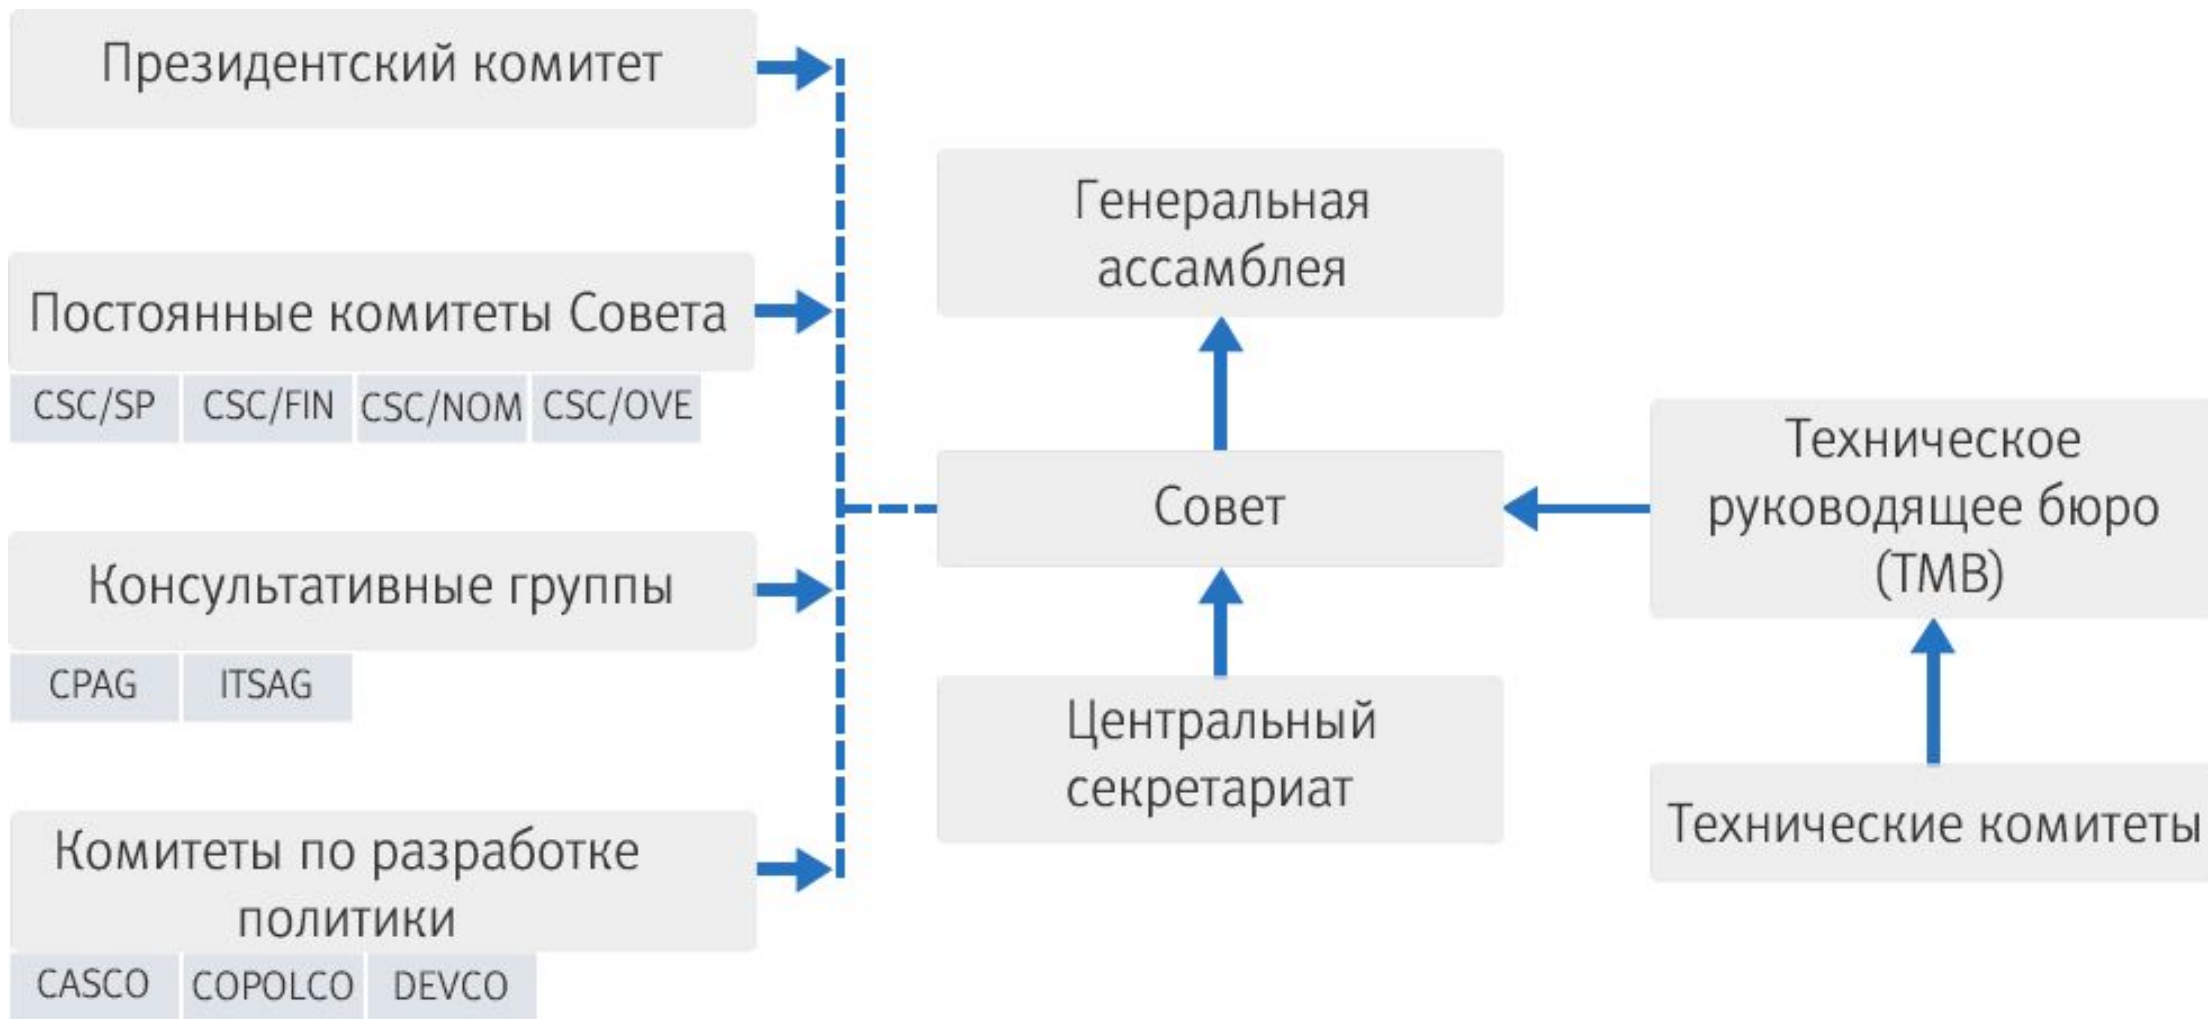 Президентский комитет
Постоянные комитеты Совета
CSC/SP
CSC/FIN
CSC/NOM
CSC/OVE
Консультативные группы
CPAG
ITSAG
Комитеты по разработке
политики
CASCO
COPOLCO
DEVCO
Генеральная
ассамблея
Совет
Центральный
секретариат
Техническое
руководящее бюро
(ТМВ)
Технические комитеты